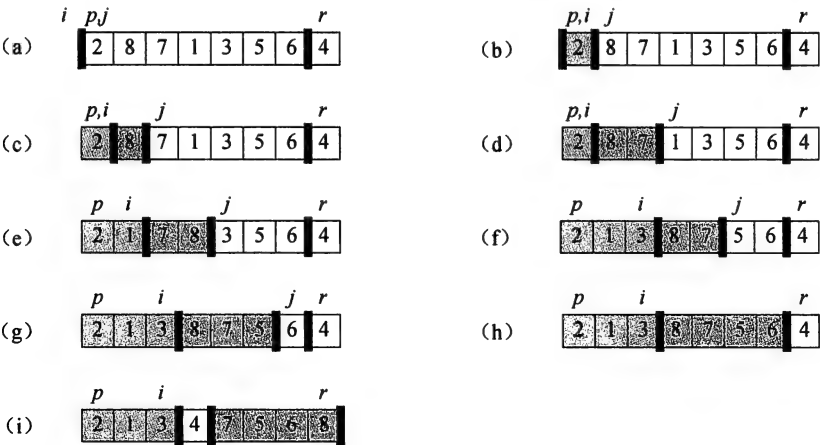 i p,j r
(a) 2 8 7 1 3 5 6 4
p,i j r
(b) 2 8 7 1 3 5 6 4
p,i j r
(c) 2 8 7 1 3 5 6 4
p,i j r
(d) 2 8 7 1 3 5 6 4
p i j r
(e) 2 1 7 8 3 5 6 4
p i j r
(f) 2 1 3 8 7 5 6 4
p i j r
(g) 2 1 3 8 7 5 6 4
p i r
(h) 2 1 3 8 7 5 6 4
p i r
(i) 2 1 3 4 7 5 6 8